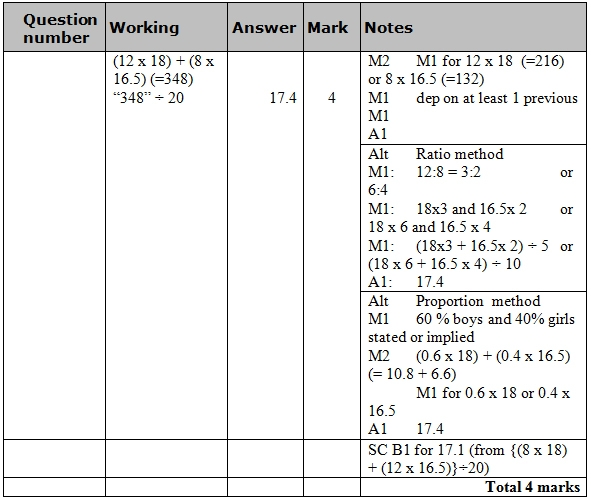 Question number Working Answer Mark Notes
(12 x 18) + (8 x
16.5) (=348)
“348” ÷ 20 17.4 4
M2 M1 for 12 x 18 (=216)
or 8 x 16.5 (=132)
M1 dep on at least 1 previous
M1
A1
Alt Ratio method
M1: 12:8 = 3:2 or
6:4
M1: 18x3 and 16.5x 2 or
18 x 6 and 16.5 x 4
M1: (18x3 + 16.5x 2) ÷ 5 or
(18 x 6 + 16.5 x 4) ÷ 10
A1: 17.4
Alt Proportion method
M1 60 % boys and 40% girls
stated or implied
M2 (0.6 x 18) + (0.4 x 16.5)
(= 10.8 + 6.6)
M1 for 0.6 x 18 or 0.4 x
16.5
A1 17.4
SC B1 for 17.1 (from {(8 x 18)
+ (12 x 16.5)}÷20)
Total 4 marks